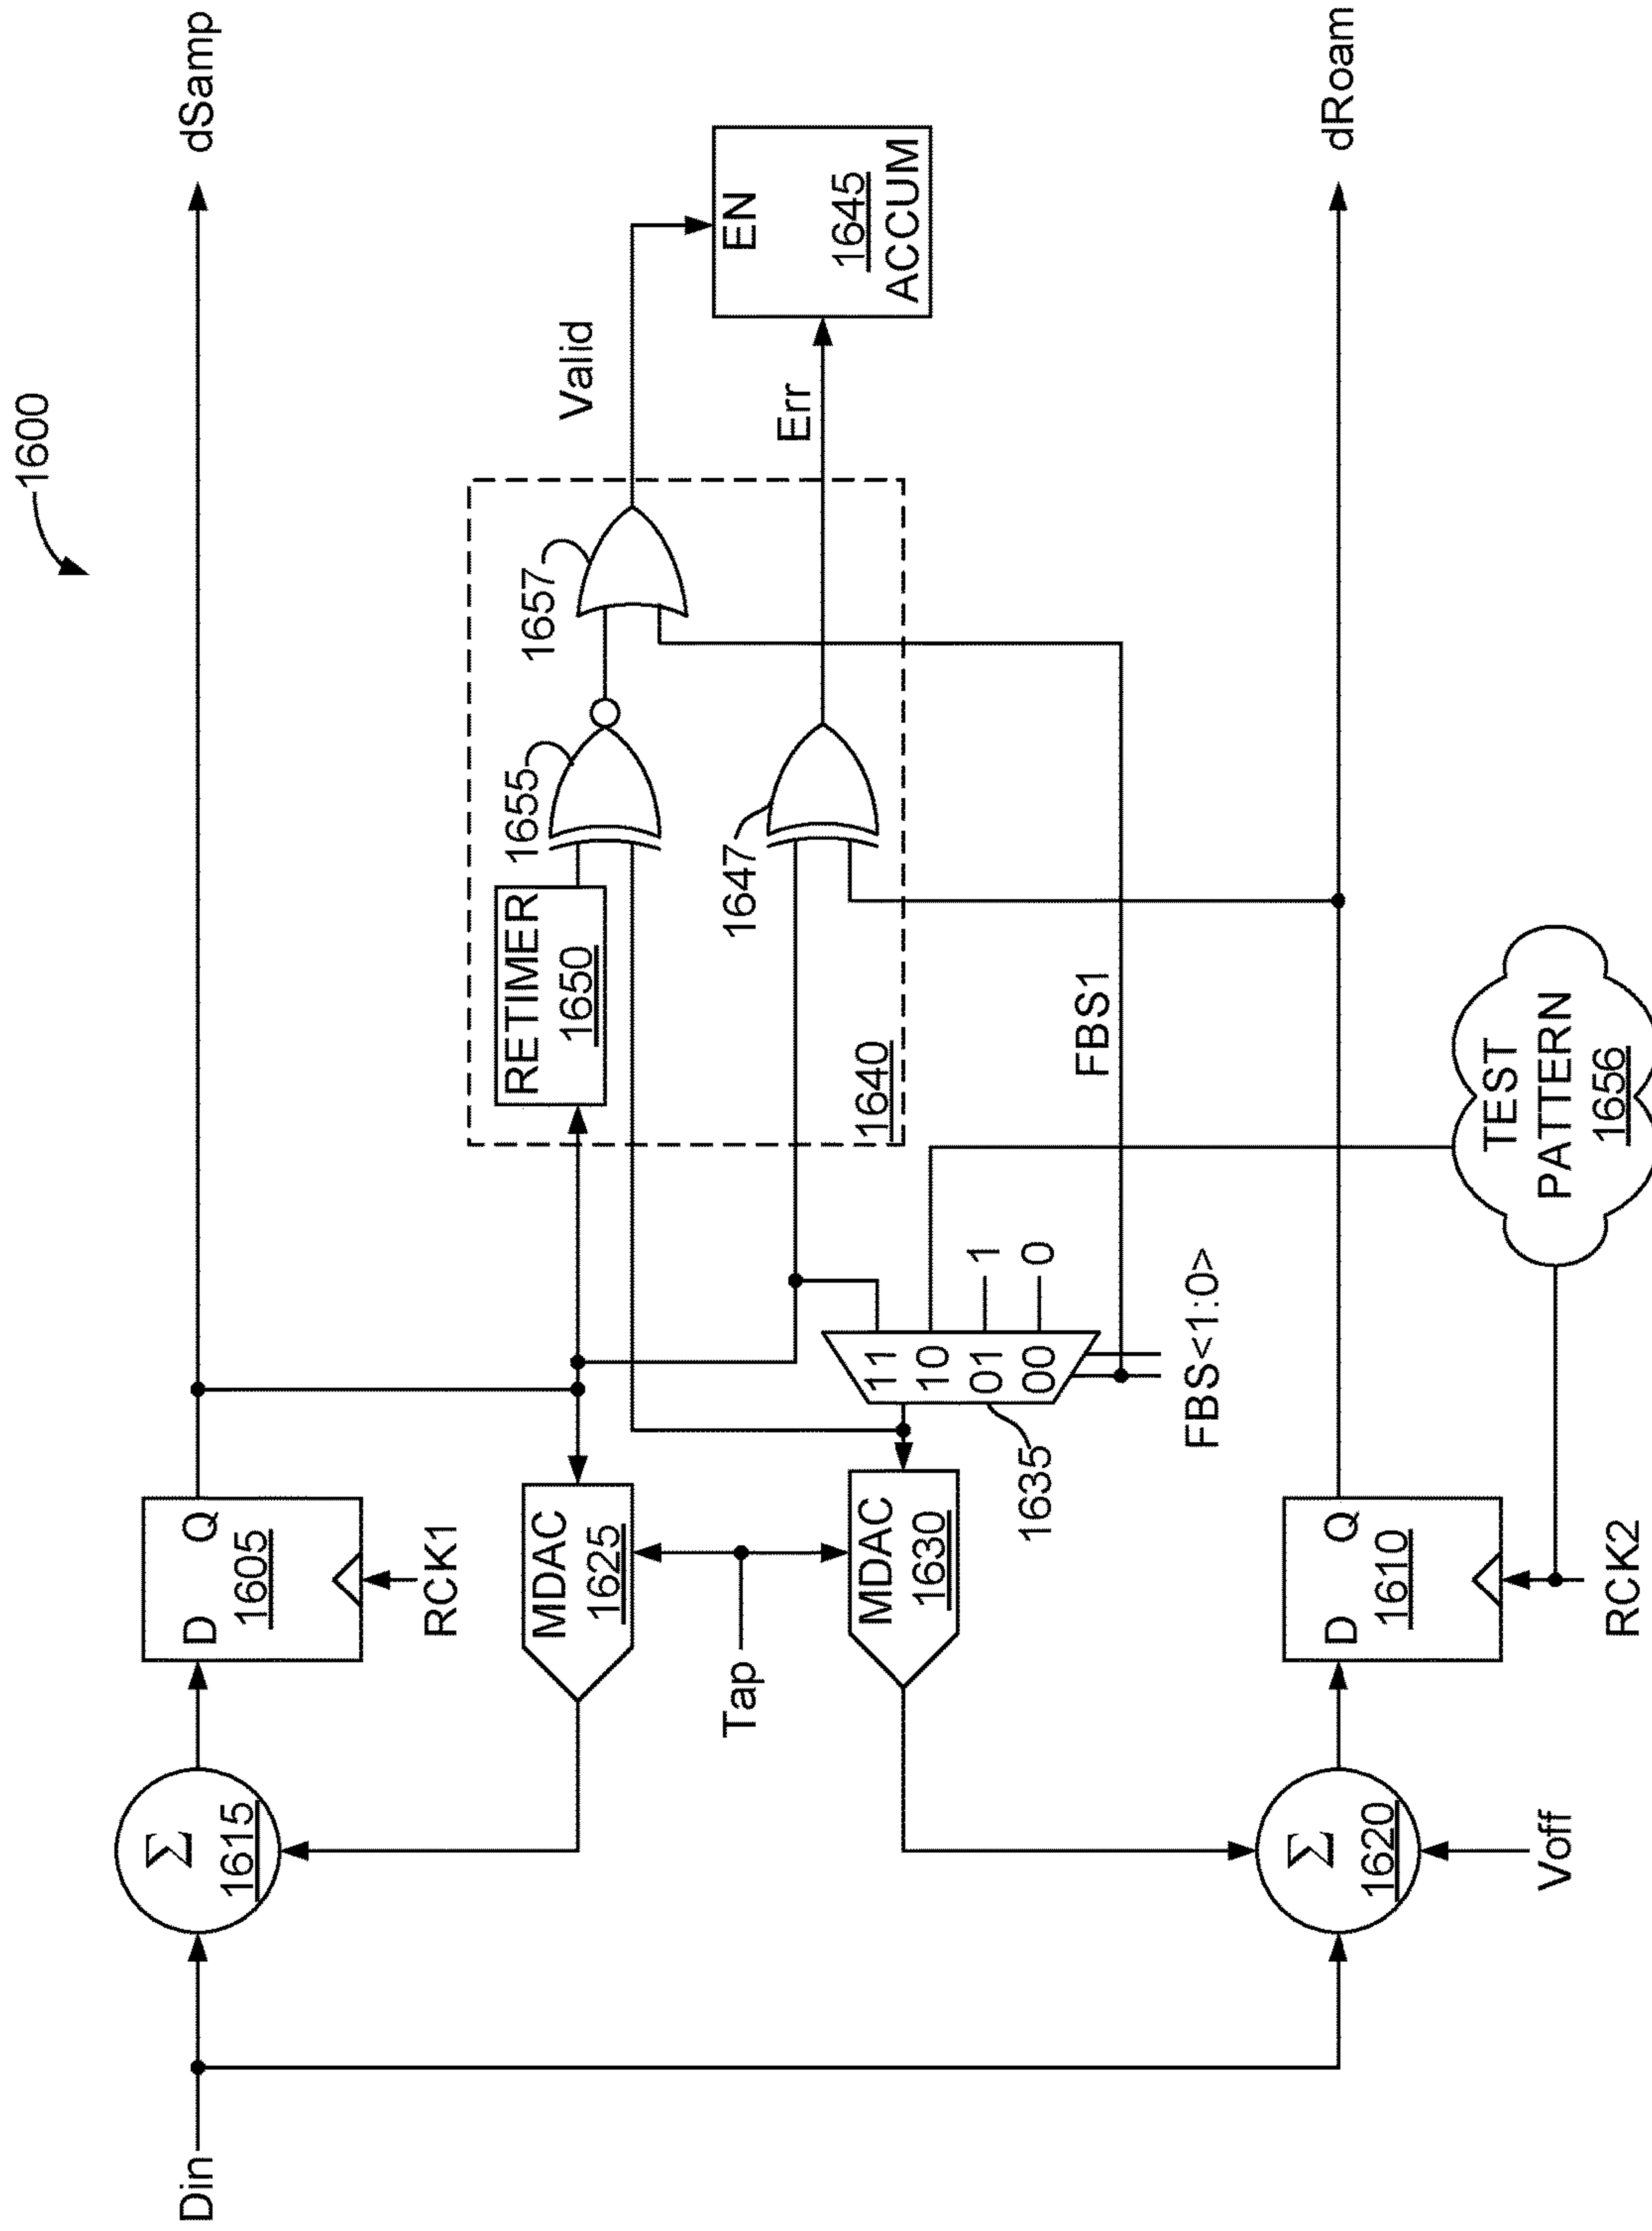 1600
Din
Σ
1615
D Q
1605
RCK1
dSamp
MDAC
1625
Tap
MDAC
1630
RETIMER
1650
1655
1657
1647
1640
Valid
Err
EN
1645
ACCUM
11
10
01
00
1
0
1635
FBS<1:0>
FBS1
Σ
1620
Voff
D Q
1610
RCK2
TEST
PATTERN
1656
dRoam